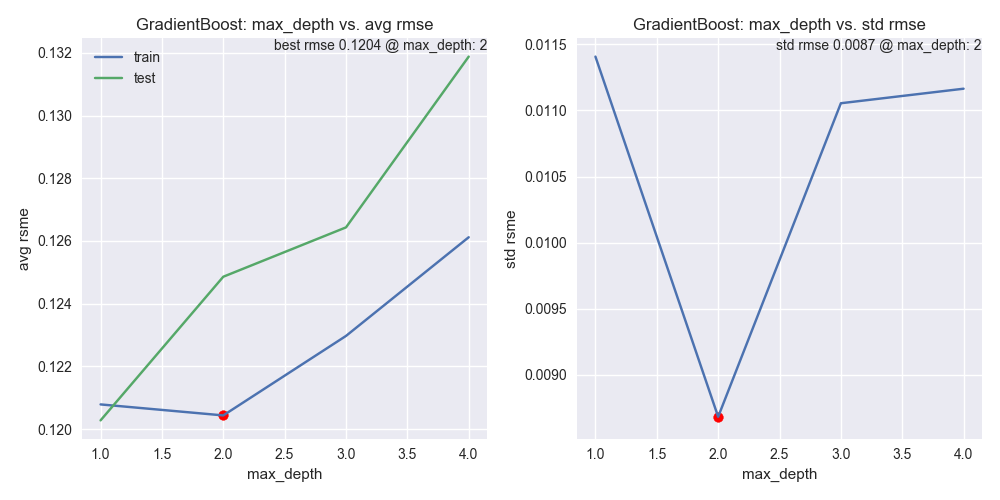 GradientBoost: max_depth vs. avg rmse
best rmse 0.1204 @ max_depth: 2
train
test
0.132
0.130
0.128
0.126
0.124
0.122
0.120
avg rsme
1.0 1.5 2.0 2.5 3.0 3.5 4.0
max_depth
GradientBoost: max_depth vs. std rmse
std rmse 0.0087 @ max_depth: 2
0.0115
0.0110
0.0105
0.0100
0.0095
0.0090
std rsme
1.0 1.5 2.0 2.5 3.0 3.5 4.0
max_depth